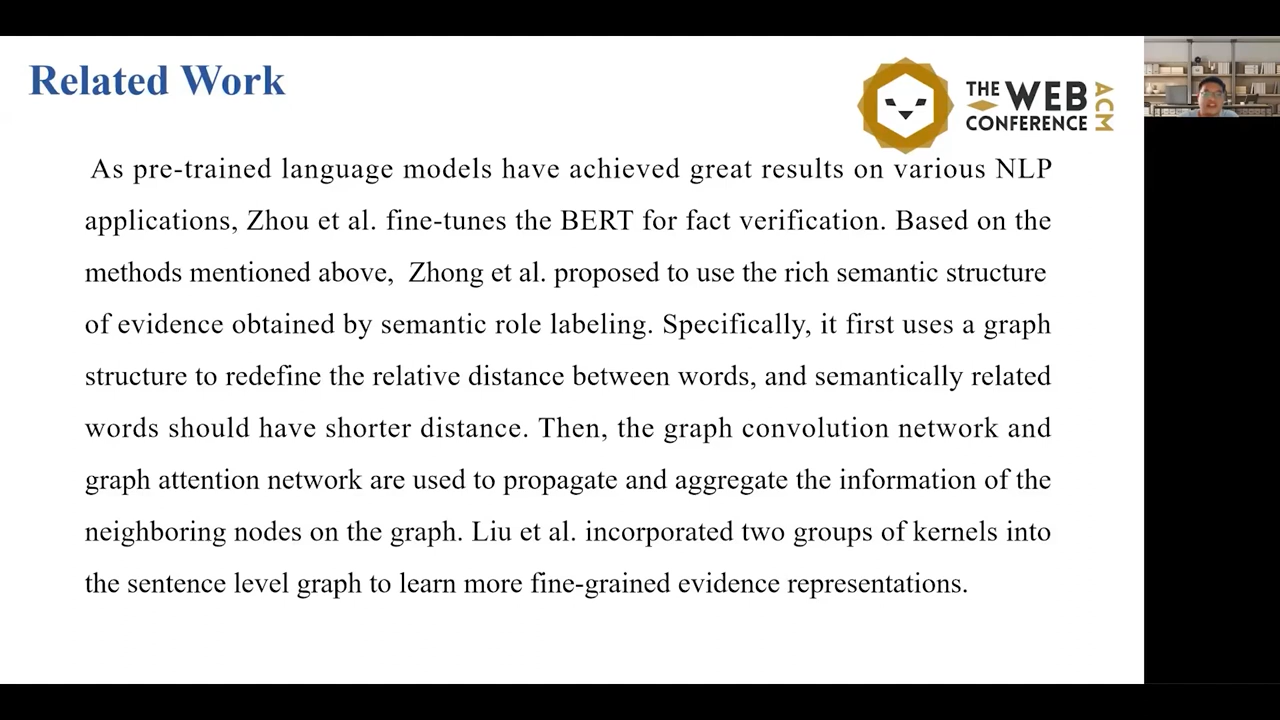 Related Work
THE WEB
CONFERENCE
ACM
As pre-trained language models have achieved great results on various NLP
applications, Zhou et al. fine-tunes the BERT for fact verification. Based on the
methods mentioned above, Zhong et al. proposed to use the rich semantic structure
of evidence obtained by semantic role labeling. Specifically, it first uses a graph
structure to redefine the relative distance between words, and semantically related
words should have shorter distance. Then, the graph convolution network and
graph attention network are used to propagate and aggregate the information of the
neighboring nodes on the graph. Liu et al. incorporated two groups of kernels into
the sentence level graph to learn more fine-grained evidence representations.